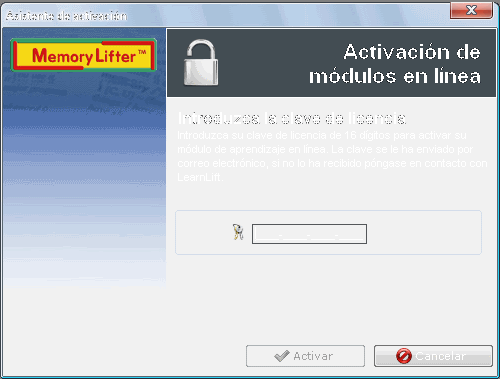 Asistente de activación
MemoryLifter™
Activación de
módulos en línea
Introduzca la clave de licencia
Introduzca su clave de licencia de 16 dígitos para activar su
módulo de aprendizaje en línea. La clave se le ha enviado por
correo electrónico, si no lo ha recibido póngase en contacto con
LearnLift.
Activar
Cancelar